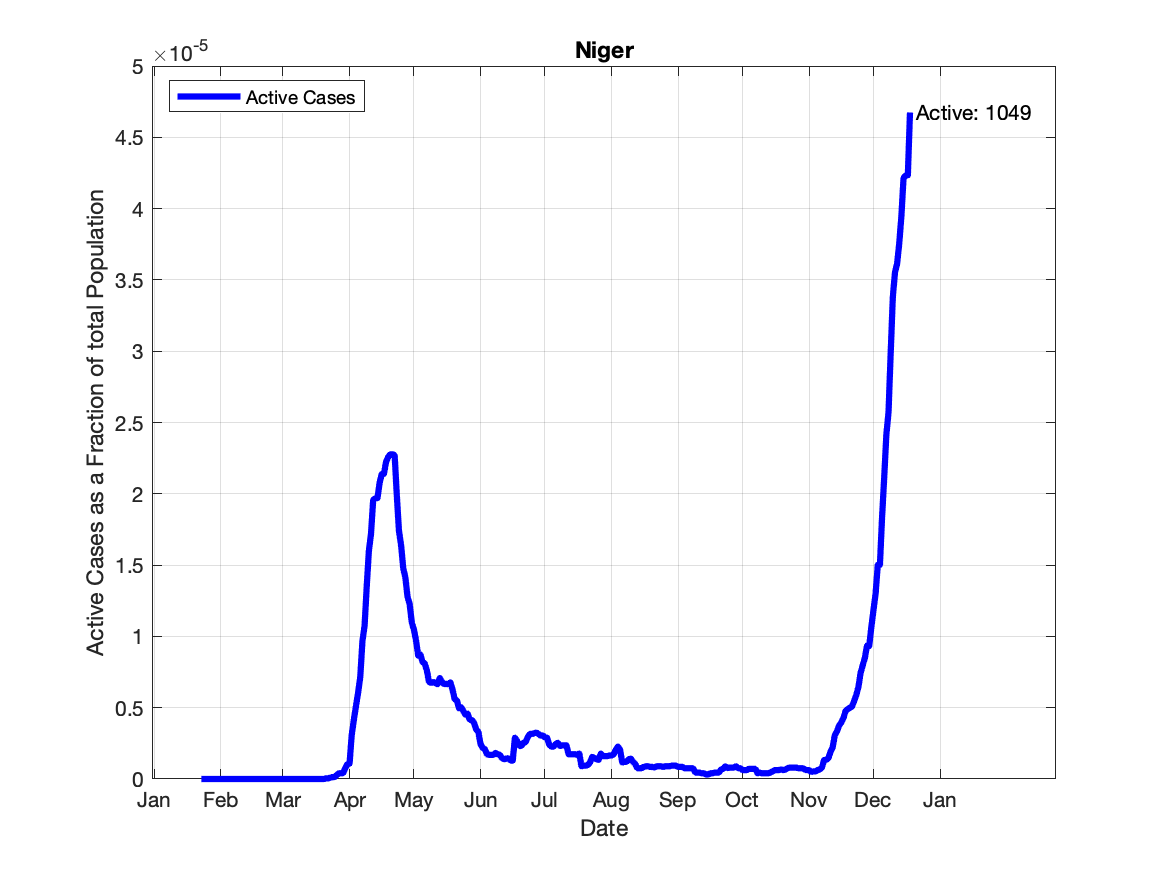 Niger
×10-5
Active Cases
Active: 1049
5
4.5
4
3.5
3
2.5
2
1.5
1
0.5
0
Active Cases as a Fraction of total Population
Jan Feb Mar Apr May Jun Jul Aug Sep Oct Nov Dec Jan
Date